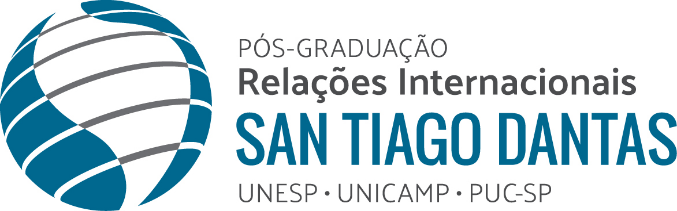 PÓS-GRADUAÇÃO
Relações Internacionais
SAN TIAGO DANTAS
UNESP • UNICAMP • PUC-SP